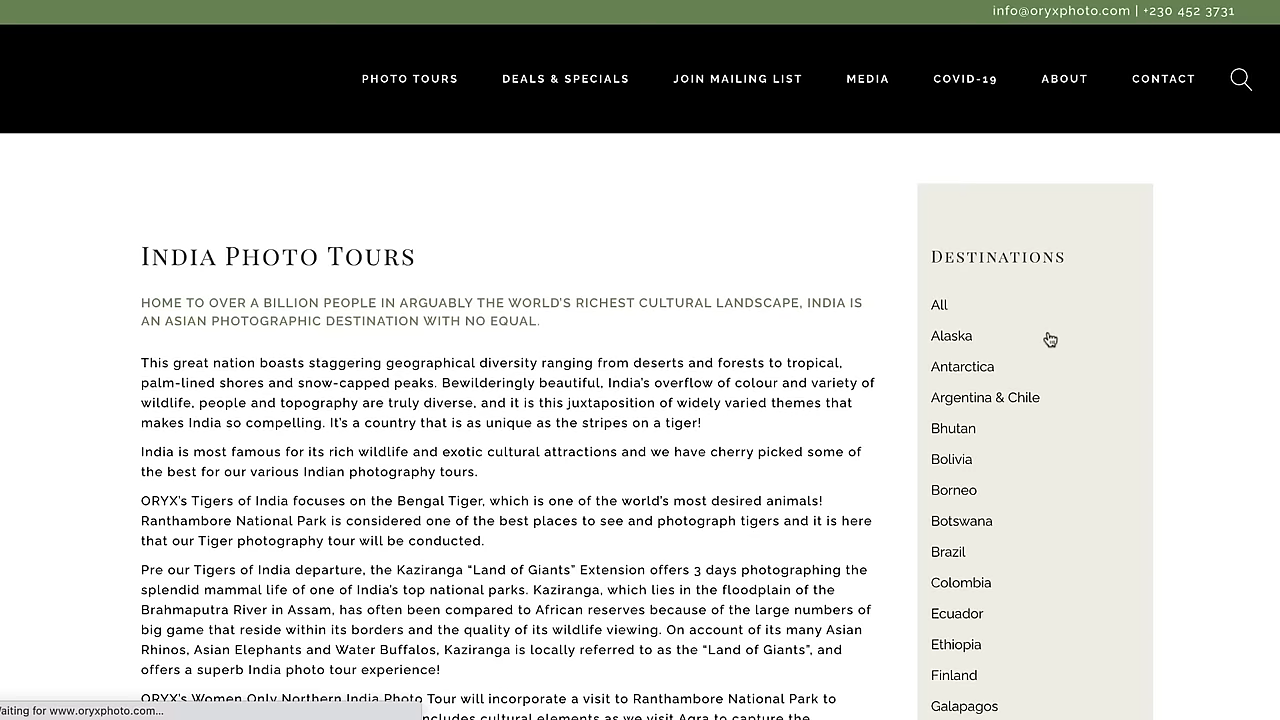 info@oryxphoto.com | +230 452 3731
PHOTO TOURS DEALS & SPECIALS JOIN MAILING LIST MEDIA COVID-19 ABOUT CONTACT
India Photo Tours
HOME TO OVER A BILLION PEOPLE IN ARGUABLY THE WORLD'S RICHEST CULTURAL LANDSCAPE, INDIA IS
AN ASIAN PHOTOGRAPHIC DESTINATION WITH NO EQUAL.
This great nation boasts staggering geographical diversity ranging from deserts and forests to tropical,
palm-lined shores and snow-capped peaks. Bewilderingly beautiful, India's overflow of colour and variety of
wildlife, people and topography are truly diverse, and it is this juxtaposition of widely varied themes that
makes India so compelling. It's a country that is as unique as the stripes on a tiger!
India is most famous for its rich wildlife and exotic cultural attractions and we have cherry picked some of
the best for our various Indian photography tours.
ORYX's Tigers of India focuses on the Bengal Tiger, which is one of the world's most desired animals!
Ranthambore National Park is considered one of the best places to see and photograph tigers and it is here
that our Tiger photography tour will be conducted.
Pre our Tigers of India departure, the Kaziranga “Land of Giants” Extension offers 3 days photographing the
splendid mammal life of one of India's top national parks. Kaziranga, which lies in the floodplain of the
Brahmaputra River in Assam, has often been compared to African reserves because of the large numbers of
big game that reside within its borders and the quality of its wildlife viewing. On account of its many Asian
Rhinos, Asian Elephants and Water Buffalos, Kaziranga is locally referred to as the “Land of Giants”, and
offers a superb India photo tour experience!
ORYX's Women Only Northern India Photo Tour will incorporate a visit to Ranthambore National Park to
includes cultural elements as we visit Agra to capture the
Destinations
All
Alaska
Antarctica
Argentina & Chile
Bhutan
Bolivia
Borneo
Botswana
Brazil
Colombia
Ecuador
Ethiopia
Finland
Galapagos
Waiting for www.oryxphoto.com...